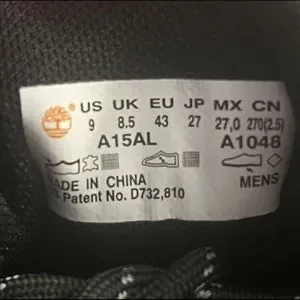 US UK EU JP MX CN
9 8.5 43 27 27,0 270(2.5)
A15AL A1048
MADE IN CHINA MENS
Patent No. D732,810